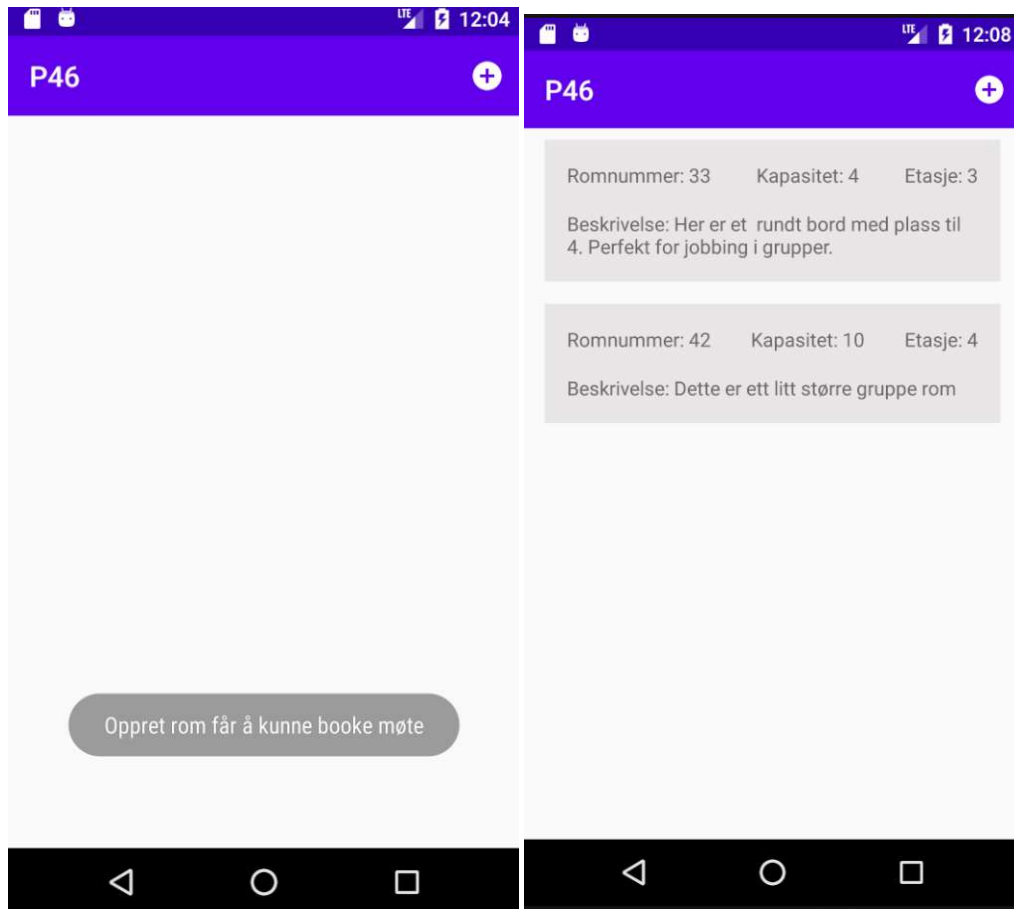 LTE 12:04
P46
Oppret rom får å kunne booke møte
LTE 12:08
P46
Romnummer: 33 Kapasitet: 4 Etasje: 3
Beskrivelse: Her er et  rundt bord med plass til
4. Perfekt for jobbing i grupper.
Romnummer: 42 Kapasitet: 10 Etasje: 4
Beskrivelse: Dette er ett litt større gruppe rom